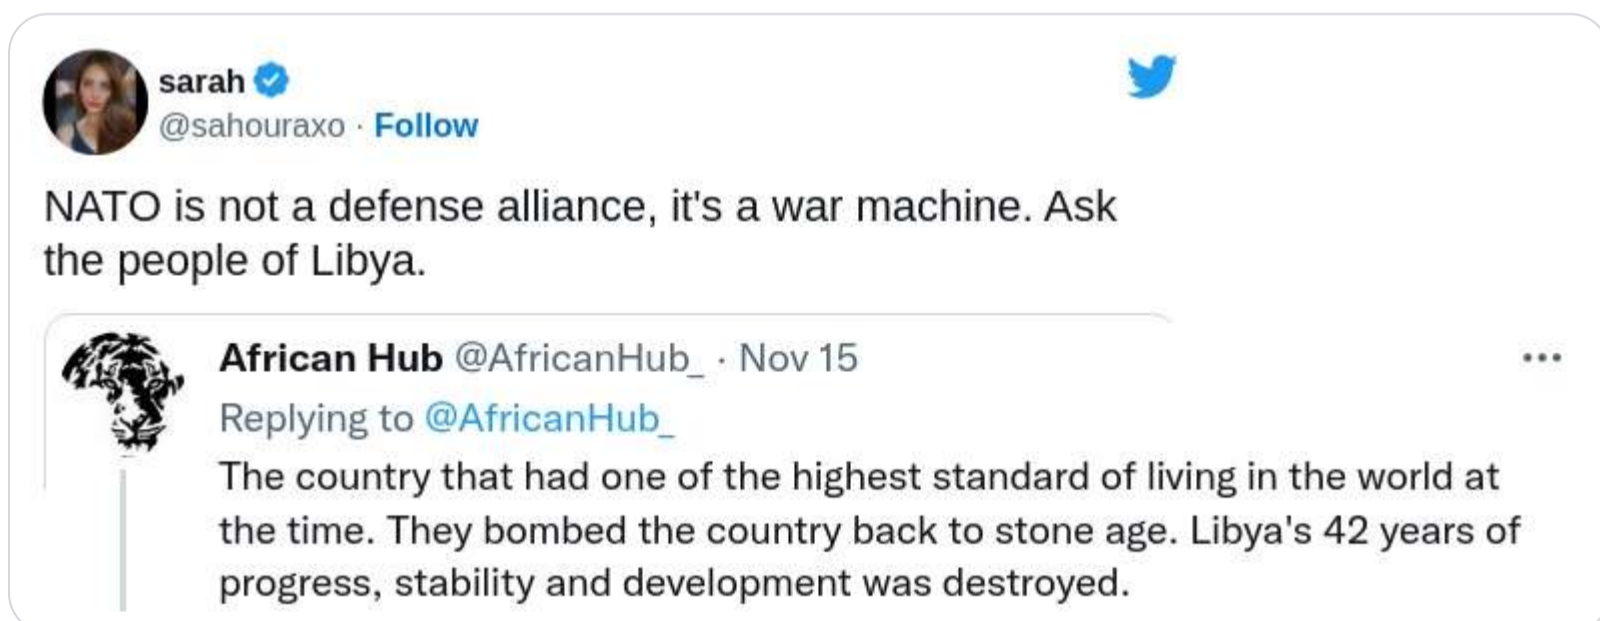 sarah
@sahouraxo · Follow
NATO is not a defense alliance, it's a war machine. Ask
the people of Libya.
African Hub @AfricanHub_ · Nov 15
Replying to @AfricanHub_
The country that had one of the highest standard of living in the world at
the time. They bombed the country back to stone age. Libya's 42 years of
progress, stability and development was destroyed.